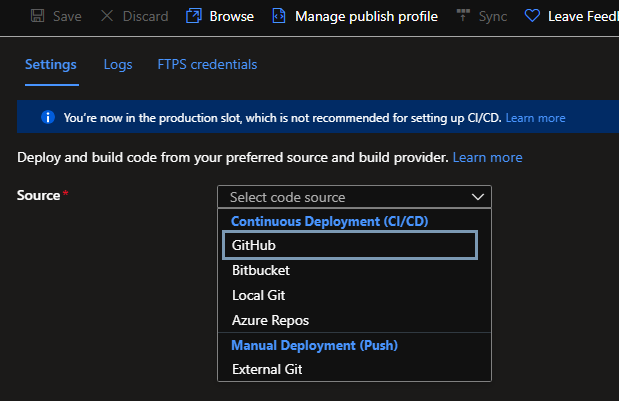 Save Discard Browse Manage publish profile Sync Leave Feedl
Settings Logs FTPS credentials
You're now in the production slot, which is not recommended for setting up CI/CD. Learn more
Deploy and build code from your preferred source and build provider. Learn more
Source* Select code source
Continuous Deployment (CI/CD)
GitHub
Bitbucket
Local Git
Azure Repos
Manual Deployment (Push)
External Git